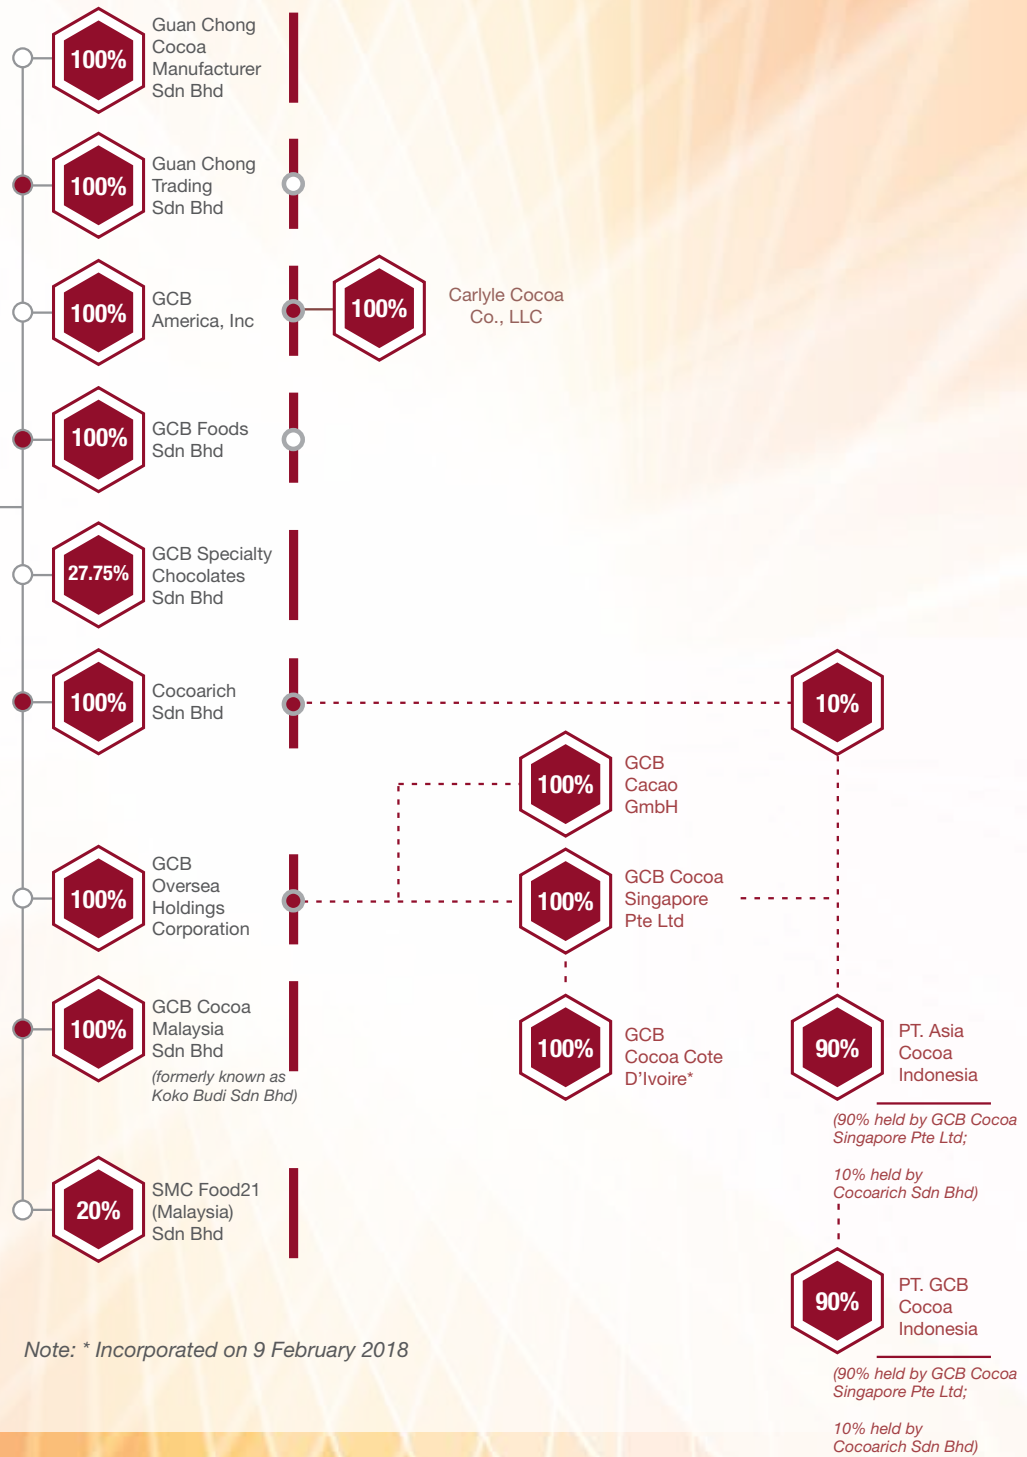 100%
Guan Chong
Cocoa
Manufacturer
Sdn Bhd
100%
Guan Chong
Trading
Sdn Bhd
100%
GCB
America, Inc
100%
Carlyle Cocoa
Co., LLC
100%
GCB Foods
Sdn Bhd
27.75%
GCB Specialty
Chocolates
Sdn Bhd
100%
Cocoarich
Sdn Bhd
10%
100%
GCB
Cacao
GmbH
100%
GCB
Oversea
Holdings
Corporation
100%
GCB Cocoa
Singapore
Pte Ltd
100%
GCB Cocoa
Malaysia
Sdn Bhd
(formerly known as
Koko Budi Sdn Bhd)
100%
GCB
Cocoa Cote
D'Ivoire*
90%
PT. Asia
Cocoa
Indonesia
(90% held by GCB Cocoa
Singapore Pte Ltd;
10% held by
Cocoarich Sdn Bhd)
20%
SMC Food21
(Malaysia)
Sdn Bhd
90%
PT. GCB
Cocoa
Indonesia
(90% held by GCB Cocoa
Singapore Pte Ltd;
10% held by
Cocoarich Sdn Bhd)
Note: * Incorporated on 9 February 2018